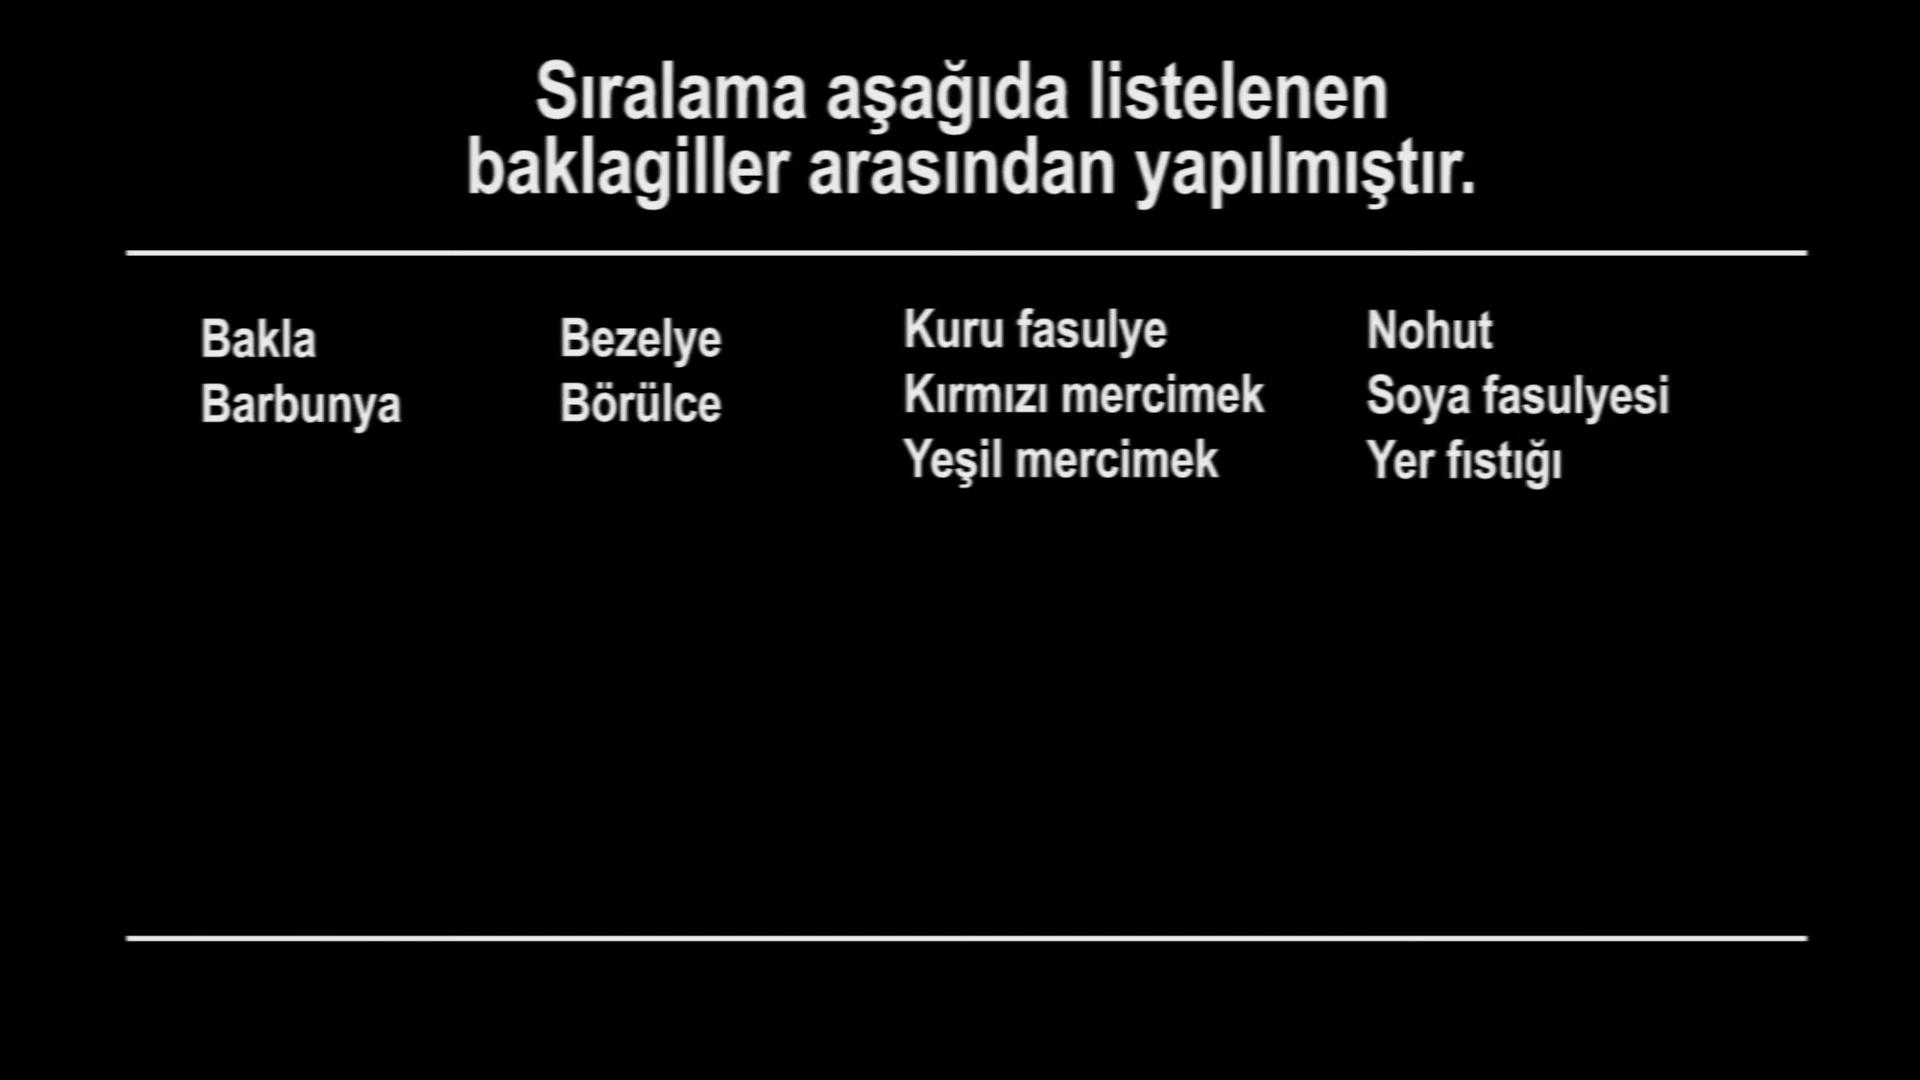 Sıralama aşağıda listelenen
baklagiller arasından yapılmıştır.
Bakla
Barbunya
Bezelye
Börülce
Kuru fasulye
Kırmızı mercimek
Yeşil mercimek
Nohut
Soya fasulyesi
Yer fıstığı